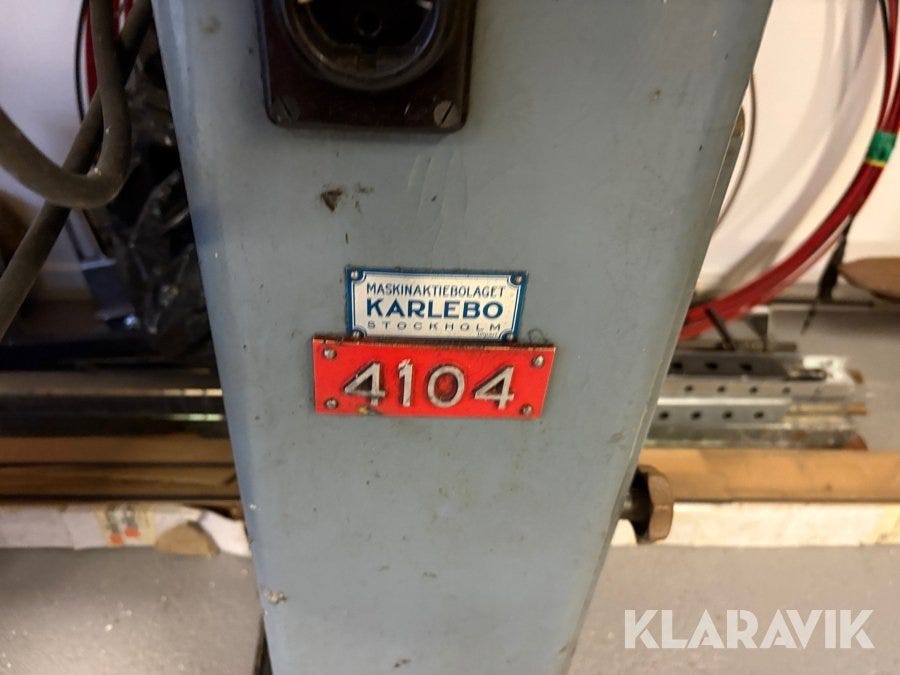 MASKINAKTIEBOLAGET
KARLEBO
STOCKHOLM
4104
KLARAVIK